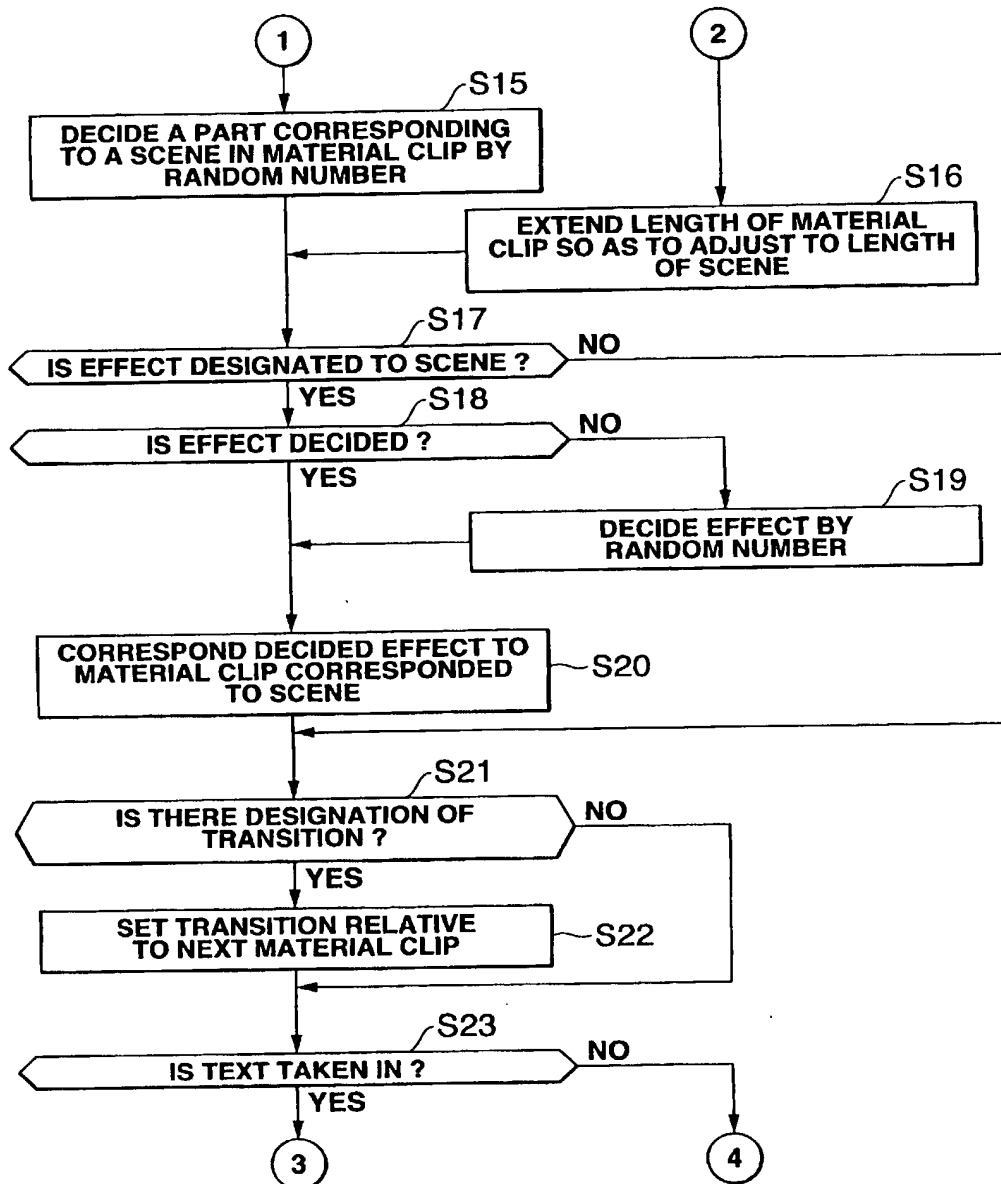 1
2
S15
DECIDE A PART CORRESPONDING
TO A SCENE IN MATERIAL CLIP BY
RANDOM NUMBER
S16
EXTEND LENGTH OF MATERIAL
CLIP SO AS TO ADJUST TO LENGTH
OF SCENE
S17
IS EFFECT DESIGNATED TO SCENE ?
NO
YES
S18
IS EFFECT DECIDED ?
NO
YES
S19
DECIDE EFFECT BY
RANDOM NUMBER
CORRESPOND DECIDED EFFECT TO
MATERIAL CLIP CORRESPONDED
TO SCENE
S20
S21
IS THERE DESIGNATION OF
TRANSITION ?
NO
YES
SET TRANSITION RELATIVE
TO NEXT MATERIAL CLIP
S22
S23
IS TEXT TAKEN IN ?
NO
YES
3
4